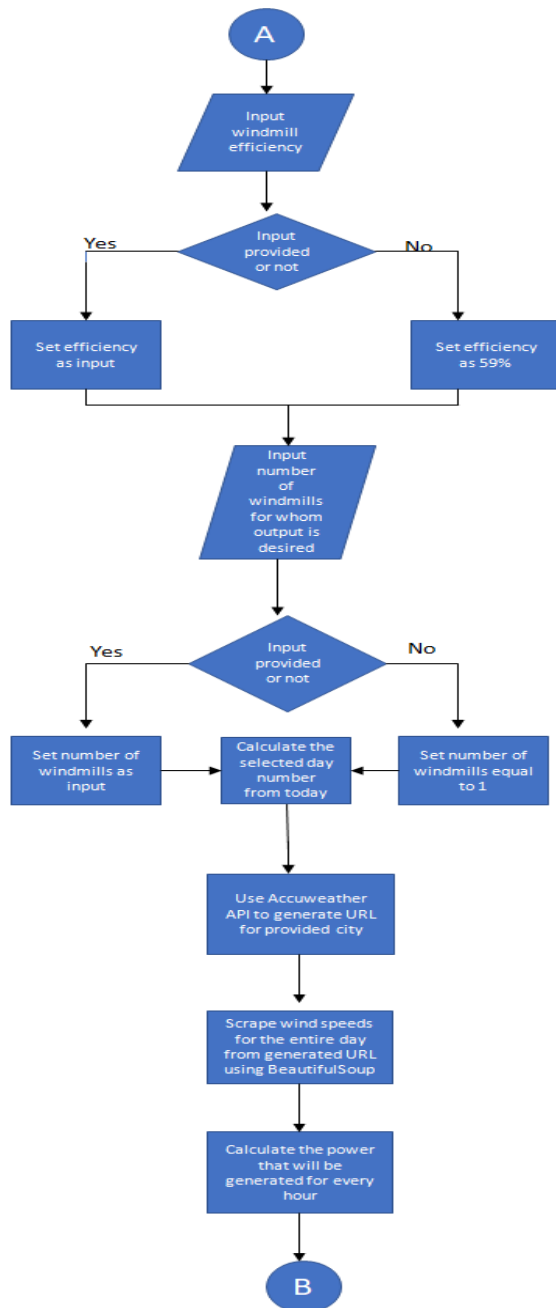 A
Input
windmill
efficiency
Yes
Input
provided
or not
No
Set efficiency
as input
Set efficiency
as 59%
Input
number
of
windmills
for whom
output is
desired
Yes
Input
provided
or not
No
Set number of
windmills as
input
Calculate the
selected day
number
from today
Set number of
windmills equal
to 1
Use Accuweather
API to generate URL
for provided city
Scrape wind speeds
for the entire day
from generated URL
using BeautifulSoup
Calculate the power
that will be
generated for every
hour
B